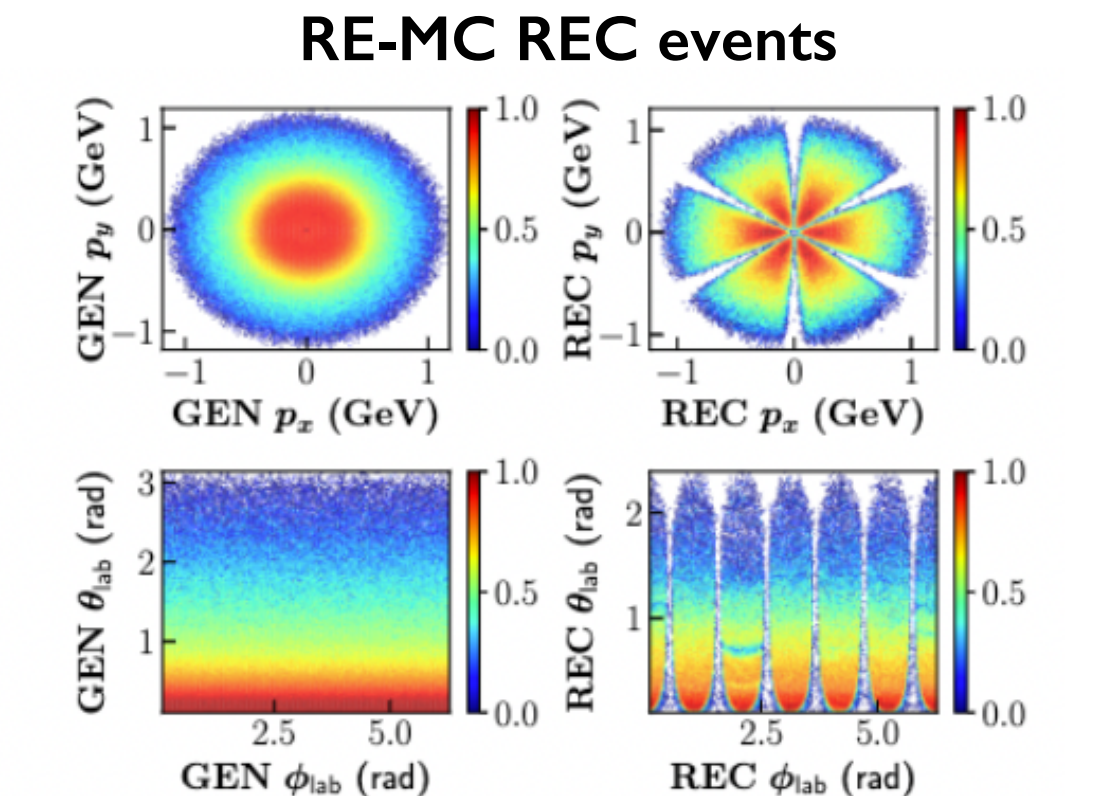 RE-MC REC events
GEN p_y (GeV)
1
0
−1
−1 0 1
GEN p_x (GeV)
1.0
0.5
0.0
REC p_y (GeV)
1
0
−1
−1 0 1
REC p_x (GeV)
1.0
0.5
0.0
GEN θ_lab (rad)
3
2
1
2.5 5.0
GEN ϕ_lab (rad)
1.0
0.5
0.0
REC θ_lab (rad)
2
1
2.5 5.0
REC ϕ_lab (rad)
1.0
0.5
0.0